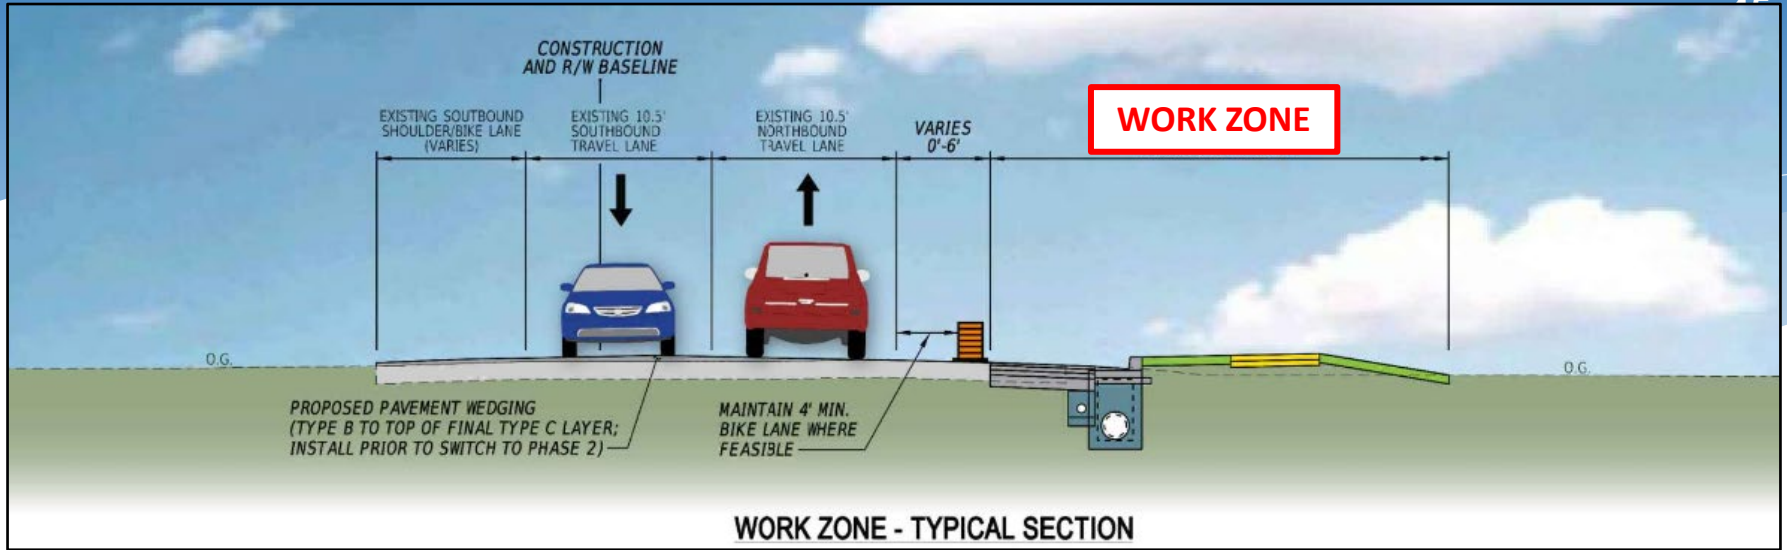 CONSTRUCTION
AND R/W BASELINE
EXISTING SOUTBOUND
SHOULDER/BIKE LANE
(VARIES)
EXISTING 10.5'
SOUTHBOUND
TRAVEL LANE
EXISTING 10.5'
NORTHBOUND
TRAVEL LANE
VARIES
0'-6'
WORK ZONE
O.G.
O.G.
PROPOSED PAVEMENT WEDGING
(TYPE B TO TOP OF FINAL TYPE C LAYER;
INSTALL PRIOR TO SWITCH TO PHASE 2)
MAINTAIN 4' MIN.
BIKE LANE WHERE
FEASIBLE
WORK ZONE - TYPICAL SECTION